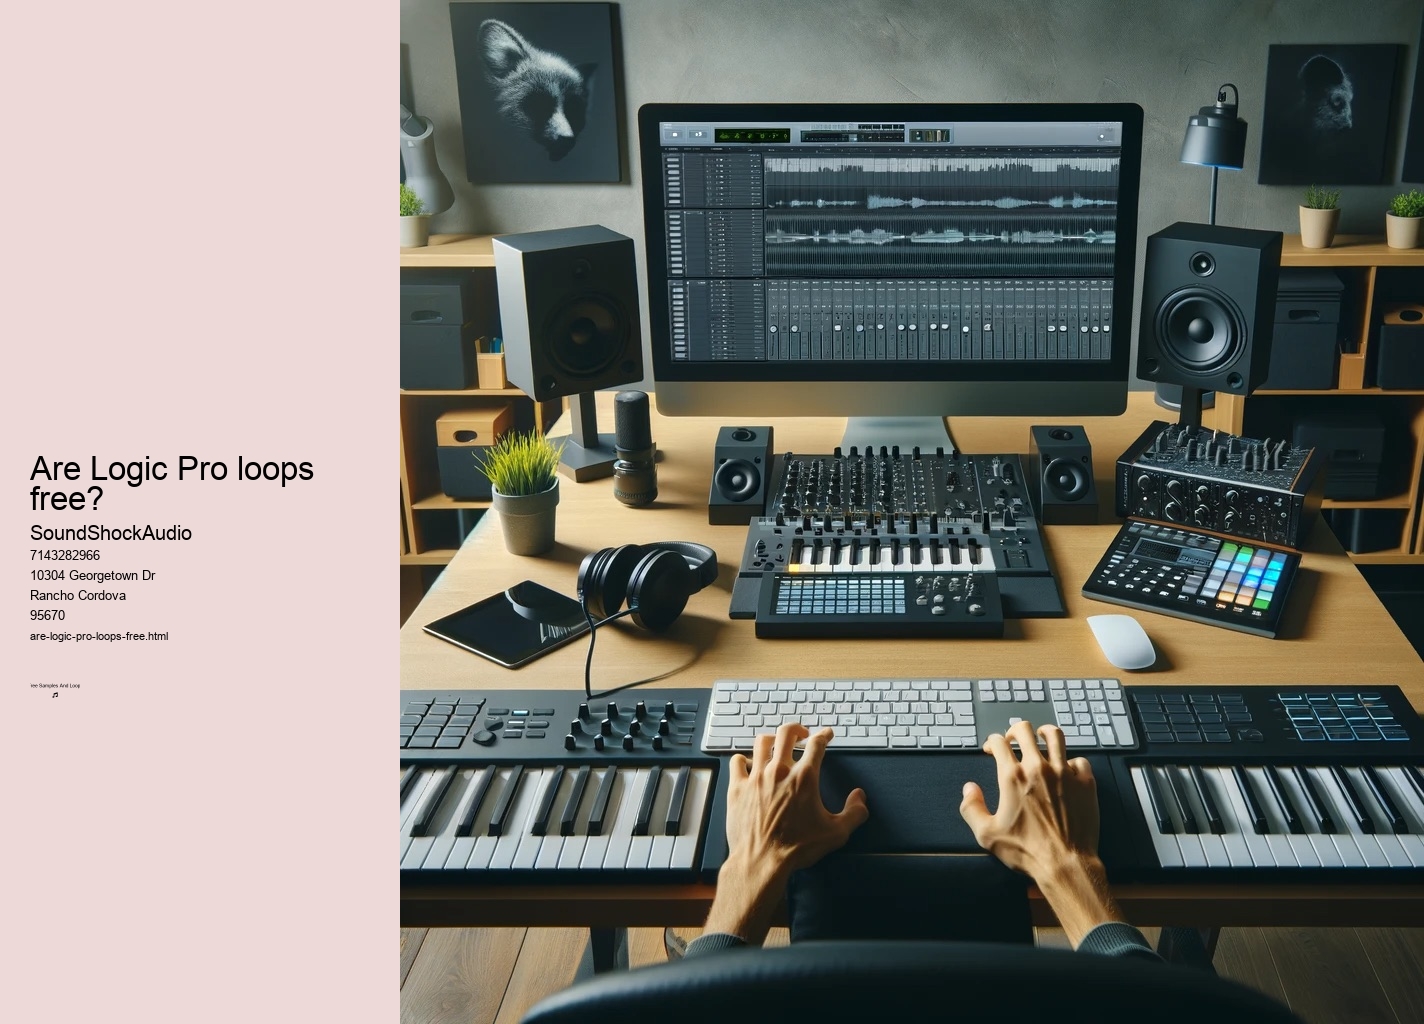 Are Logic Pro loops
free?
SoundShockAudio
7143282966
10304 Georgetown Dr
Rancho Cordova
95670
are-logic-pro-loops-free.html
ree Samples And Loop